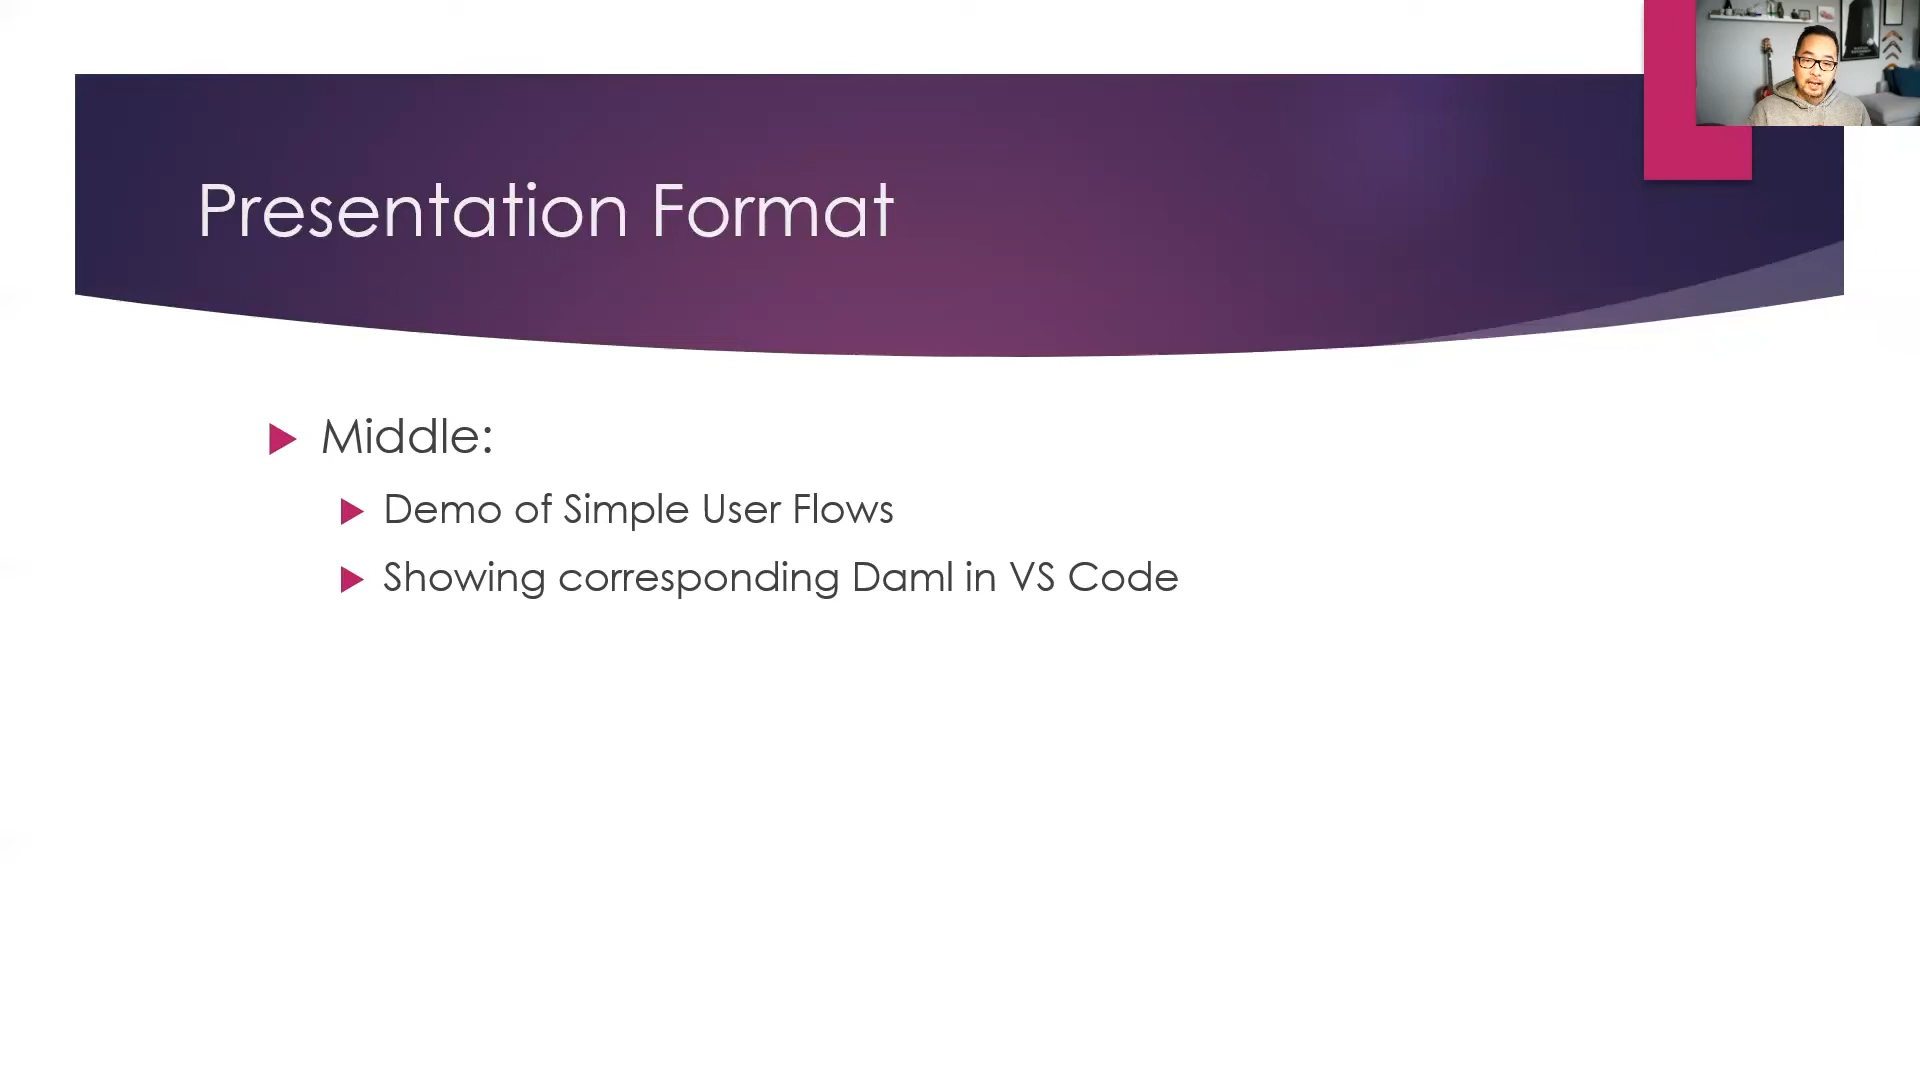 Presentation Format
Middle:
Demo of Simple User Flows
Showing corresponding Daml in VS Code